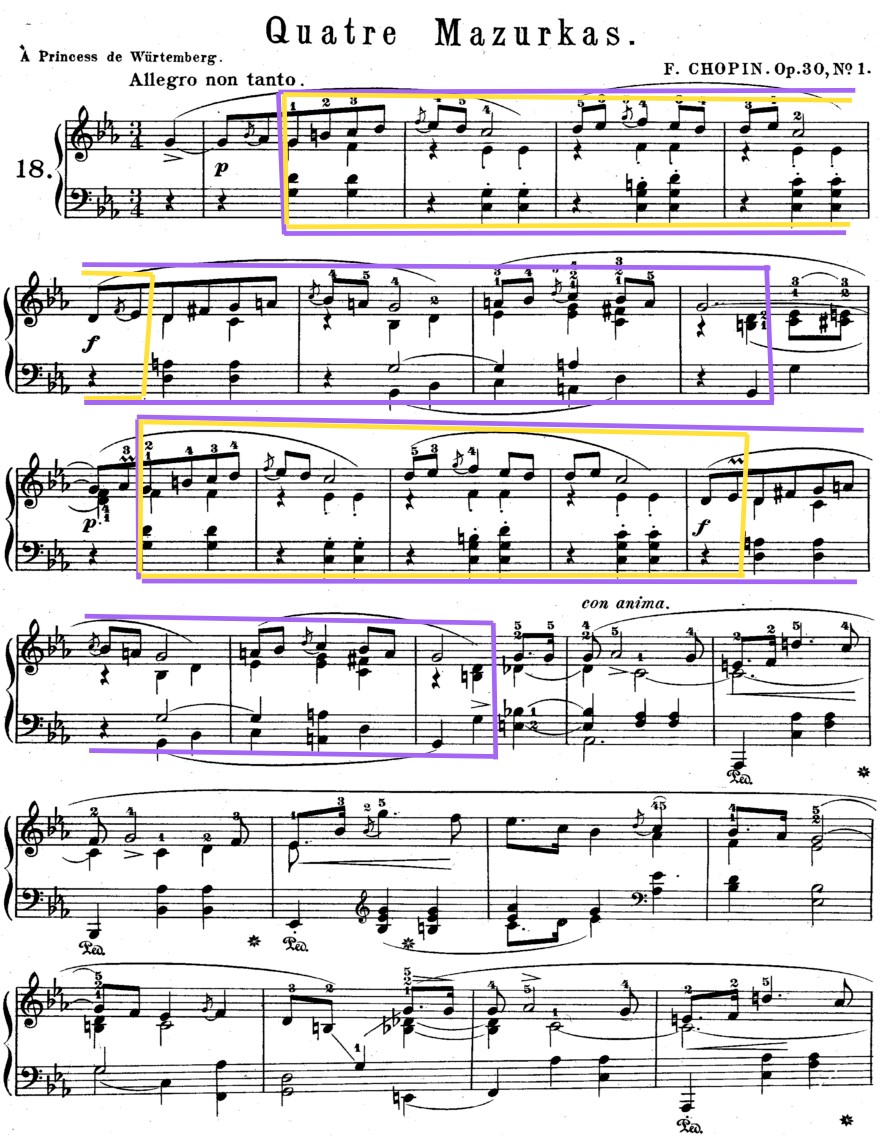 Quatre Mazurkas.
À Princess de Würtemberg.
F. CHOPIN. Op. 30, Nº 1.
Allegro non tanto.
18.
p
f
p
f
con anima.
Ped.
Ped. Ped.
Ped.